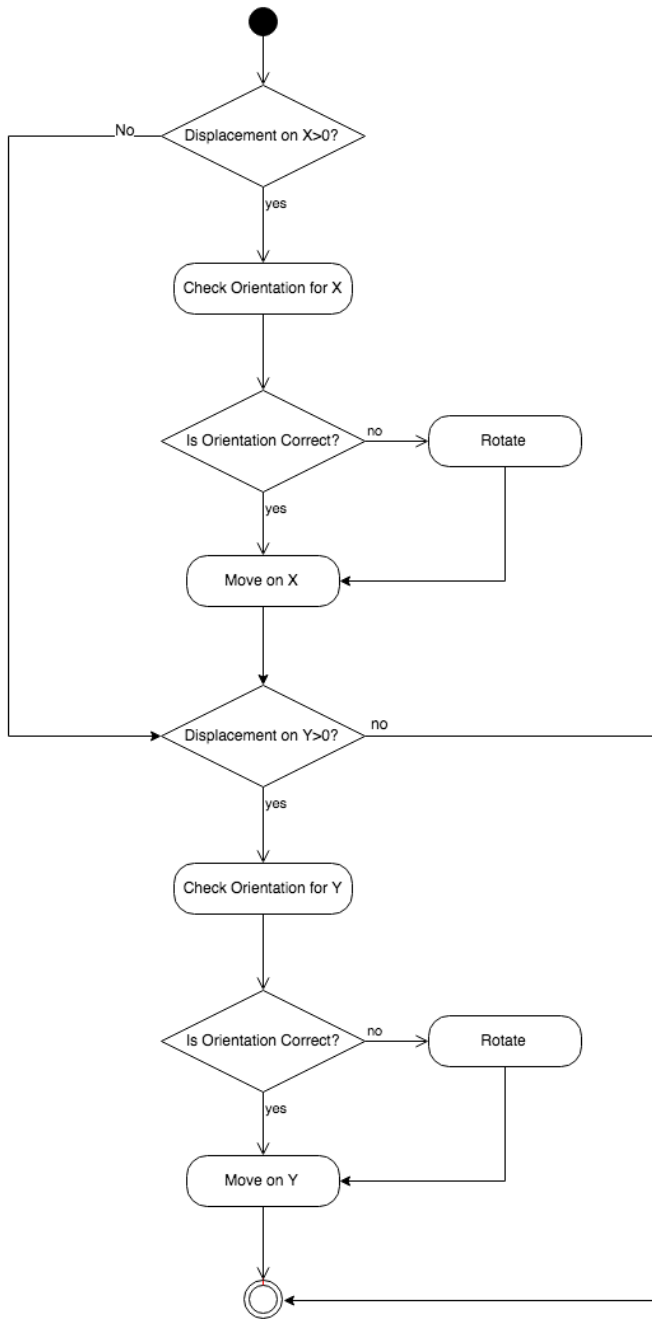 Displacement on X>0?
No
yes
Check Orientation for X
Is Orientation Correct?
no
Rotate
yes
Move on X
Displacement on Y>0?
no
yes
Check Orientation for Y
Is Orientation Correct?
no
Rotate
yes
Move on Y